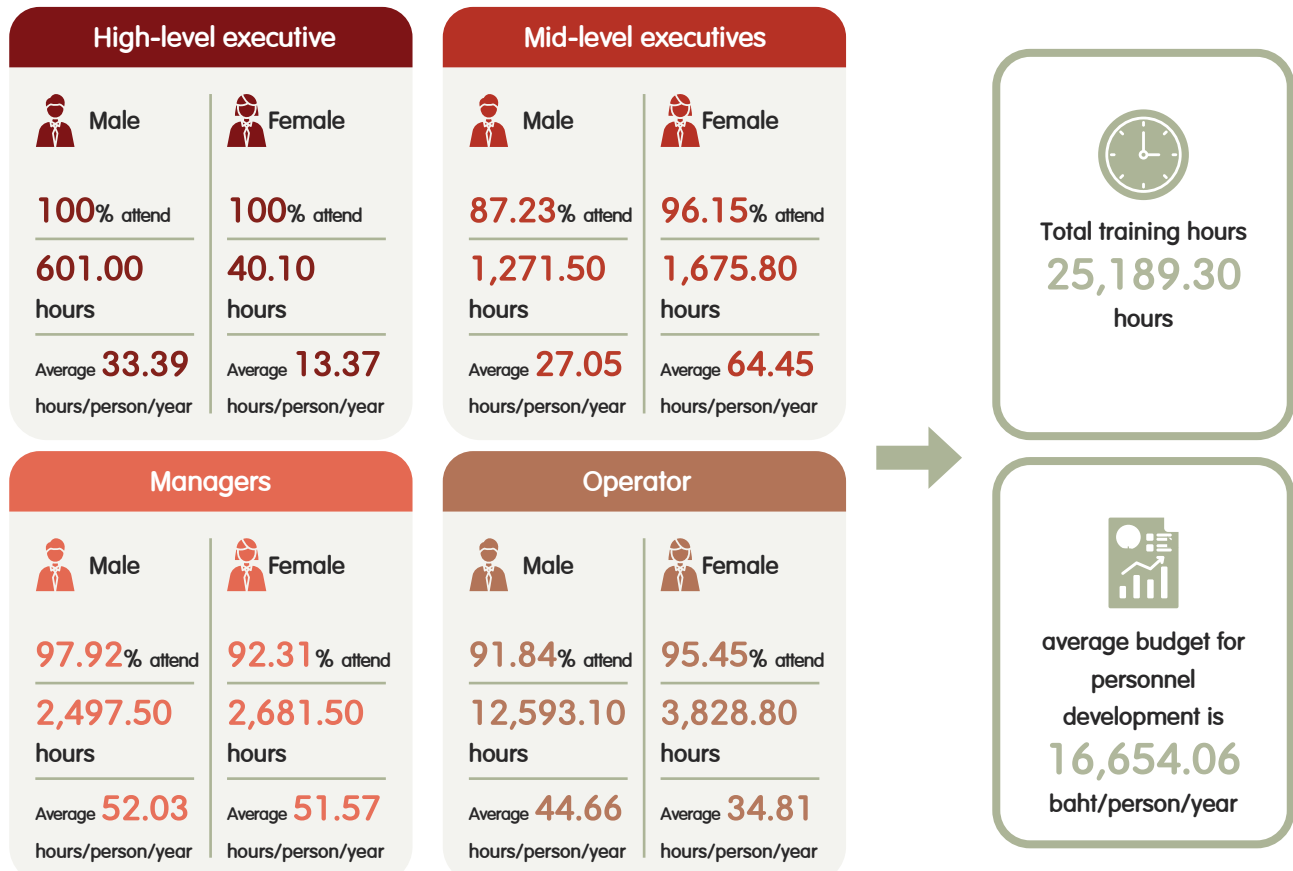 High-level executive
Male
Female
100% attend
100% attend
601.00
hours
40.10
hours
Average 33.39
hours/person/year
Average 13.37
hours/person/year
Mid-level executives
Male
Female
87.23% attend
96.15% attend
1,271.50
hours
1,675.80
hours
Average 27.05
hours/person/year
Average 64.45
hours/person/year
Managers
Male
Female
97.92% attend
92.31% attend
2,497.50
hours
2,681.50
hours
Average 52.03
hours/person/year
Average 51.57
hours/person/year
Operator
Male
Female
91.84% attend
95.45% attend
12,593.10
hours
3,828.80
hours
Average 44.66
hours/person/year
Average 34.81
hours/person/year
Total training hours
25,189.30
hours
average budget for
personnel
development is
16,654.06
baht/person/year